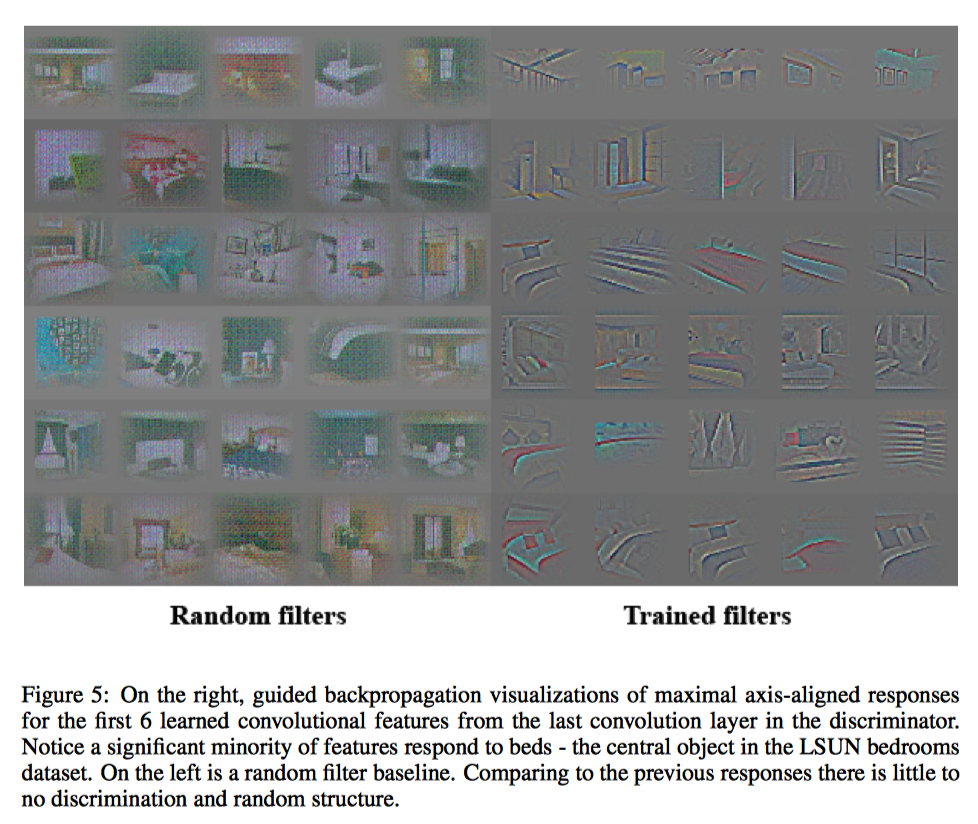 Random filters
Trained filters
Figure 5: On the right, guided backpropagation visualizations of maximal axis-aligned responses
for the first 6 learned convolutional features from the last convolution layer in the discriminator.
Notice a significant minority of features respond to beds - the central object in the LSUN bedrooms
dataset. On the left is a random filter baseline. Comparing to the previous responses there is little to
no discrimination and random structure.